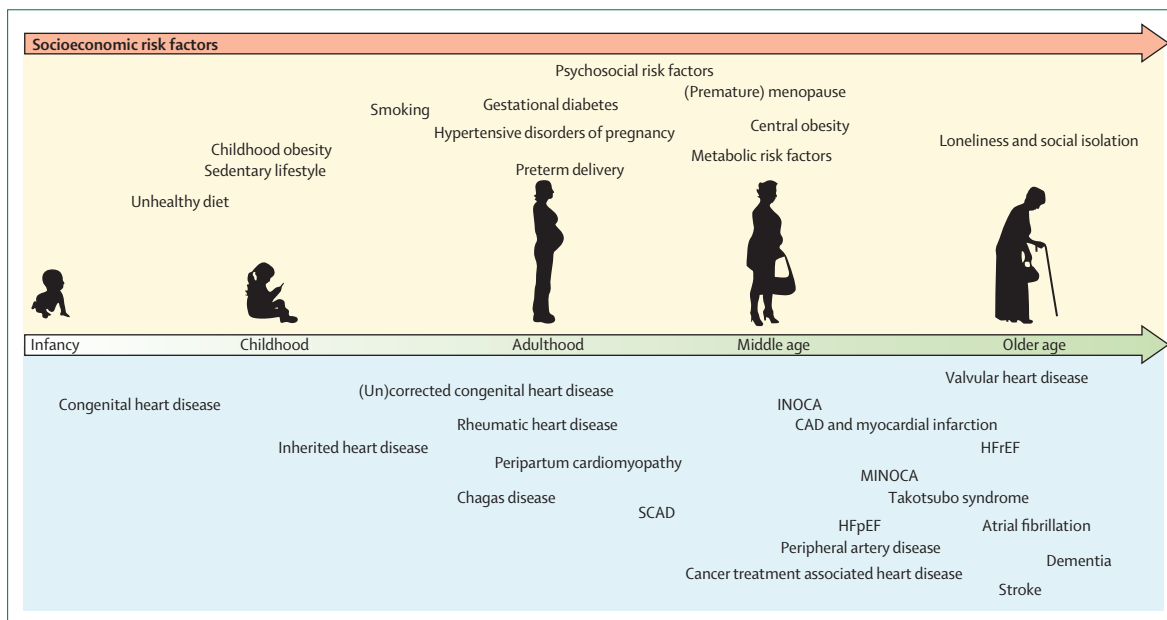 Socioeconomic risk factors
Psychosocial risk factors
(Premature) menopause
Smoking
Gestational diabetes
Central obesity
Hypertensive disorders of pregnancy
Loneliness and social isolation
Childhood obesity
Metabolic risk factors
Sedentary lifestyle
Preterm delivery
Unhealthy diet
Infancy
Childhood
Adulthood
Middle age
Older age
Valvular heart disease
(Un)corrected congenital heart disease
Congenital heart disease
INOCA
Rheumatic heart disease
CAD and myocardial infarction
Inherited heart disease
HFrEF
Peripartum cardiomyopathy
MINOCA
Chagas disease
Takotsubo syndrome
SCAD
HFpEF
Atrial fibrillation
Peripheral artery disease
Dementia
Cancer treatment associated heart disease
Stroke